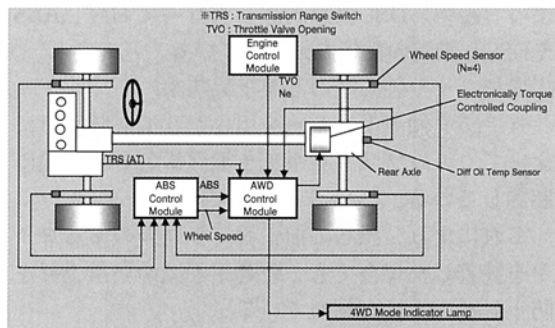 ※TRS : Transmission Range Switch
TVO : Throttle Valve Opening
Engine
Control
Module
TVO
Ne
Wheel Speed Sensor
(N=4)
Electronically Torque
Controlled Coupling
TRS (AT)
Rear Axle
Diff Oil Temp Sensor
ABS
Control
Module
ABS
Wheel Speed
AWD
Control
Module
4WD Mode Indicator Lamp